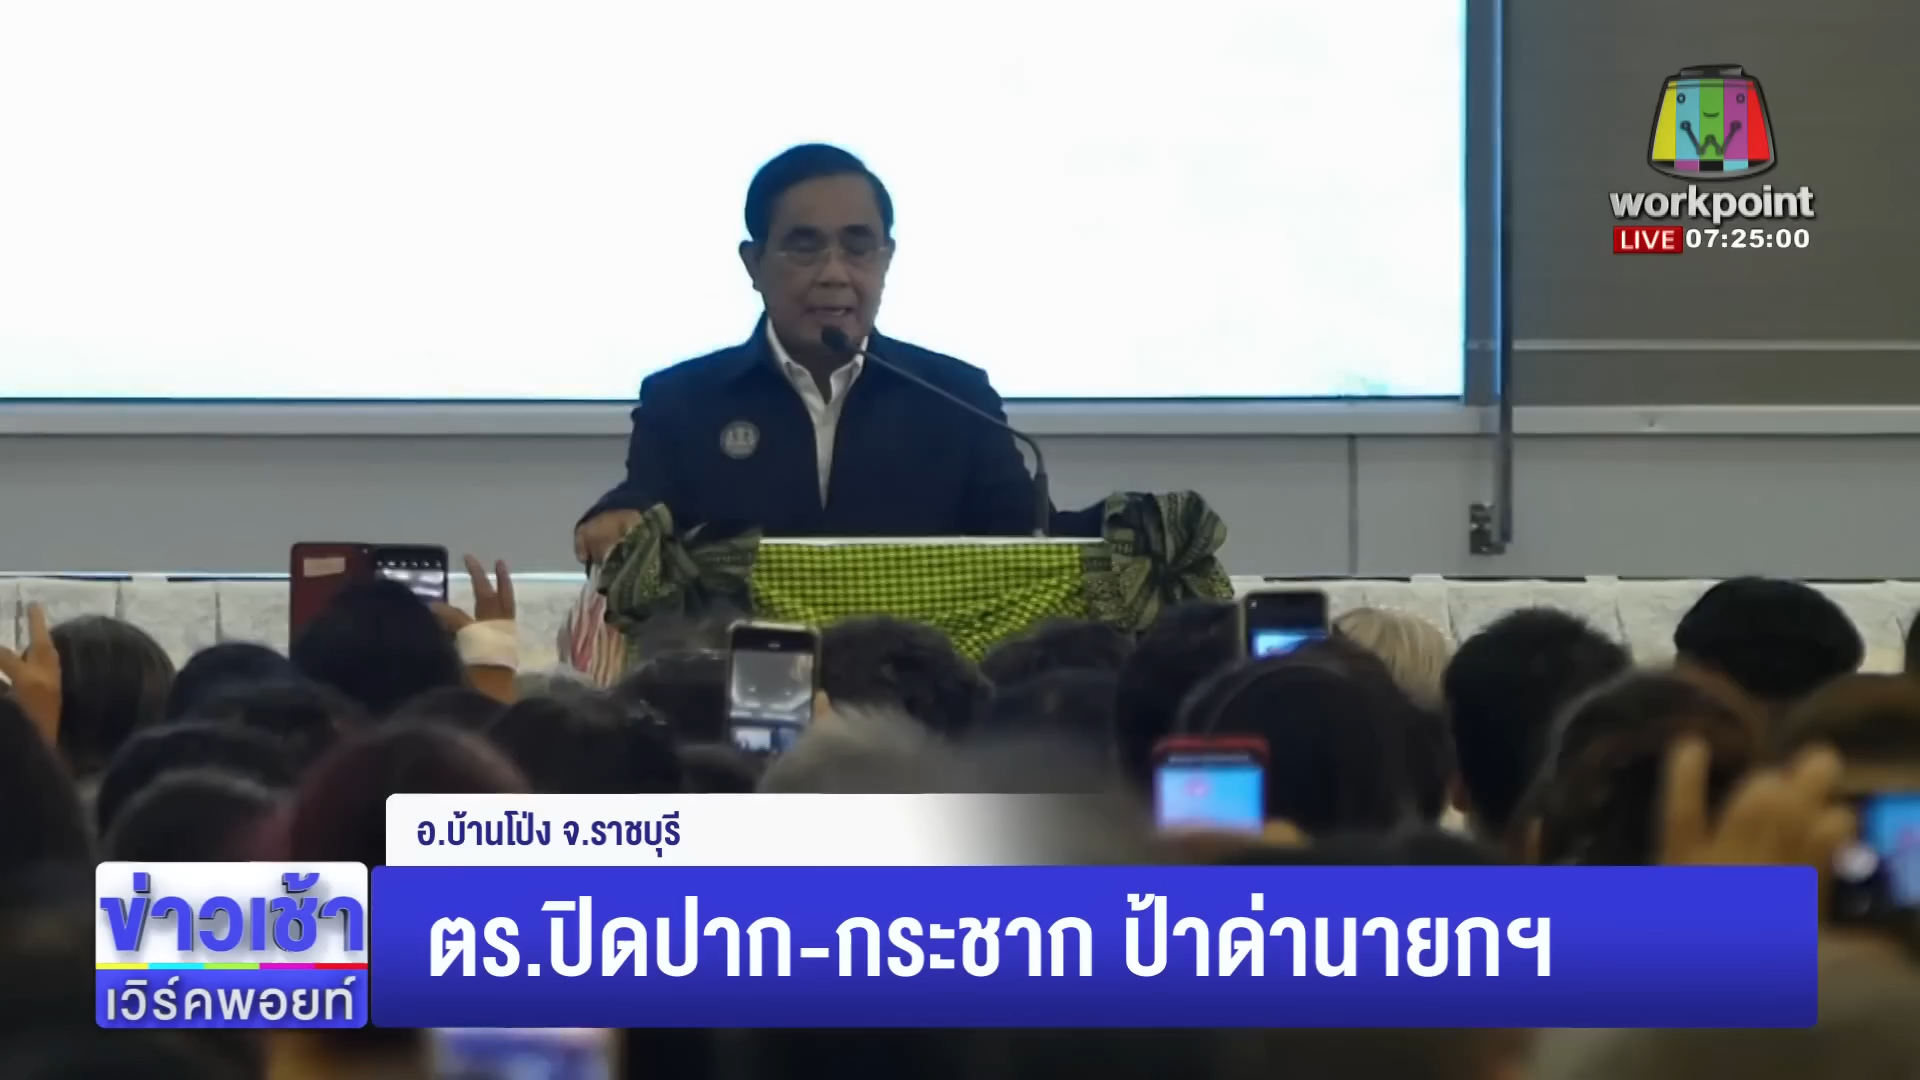 workpoint
LIVE 07:25:00
อ.บ้านโป่ง จ.ราชบุรี
ข่าวเช้า
เวิร์คพอยท์
ตร.ปิดปาก-กระชาก ป้าด่านายกฯ